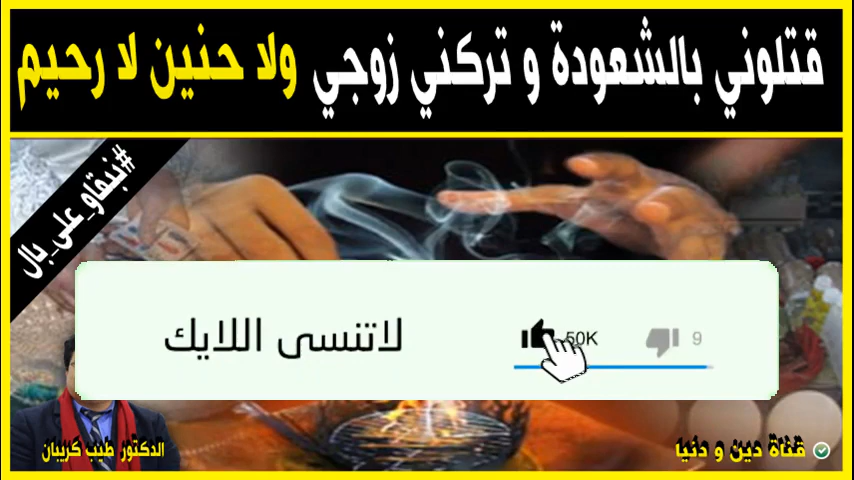 قتلوني بالشعودة و تركني زوجي ولا حنين لا رحيم
#نبقاو_على_بال
لاتنسى اللايك
50K
9
الدكتور طيب كريبان
قناة دين و دنيا